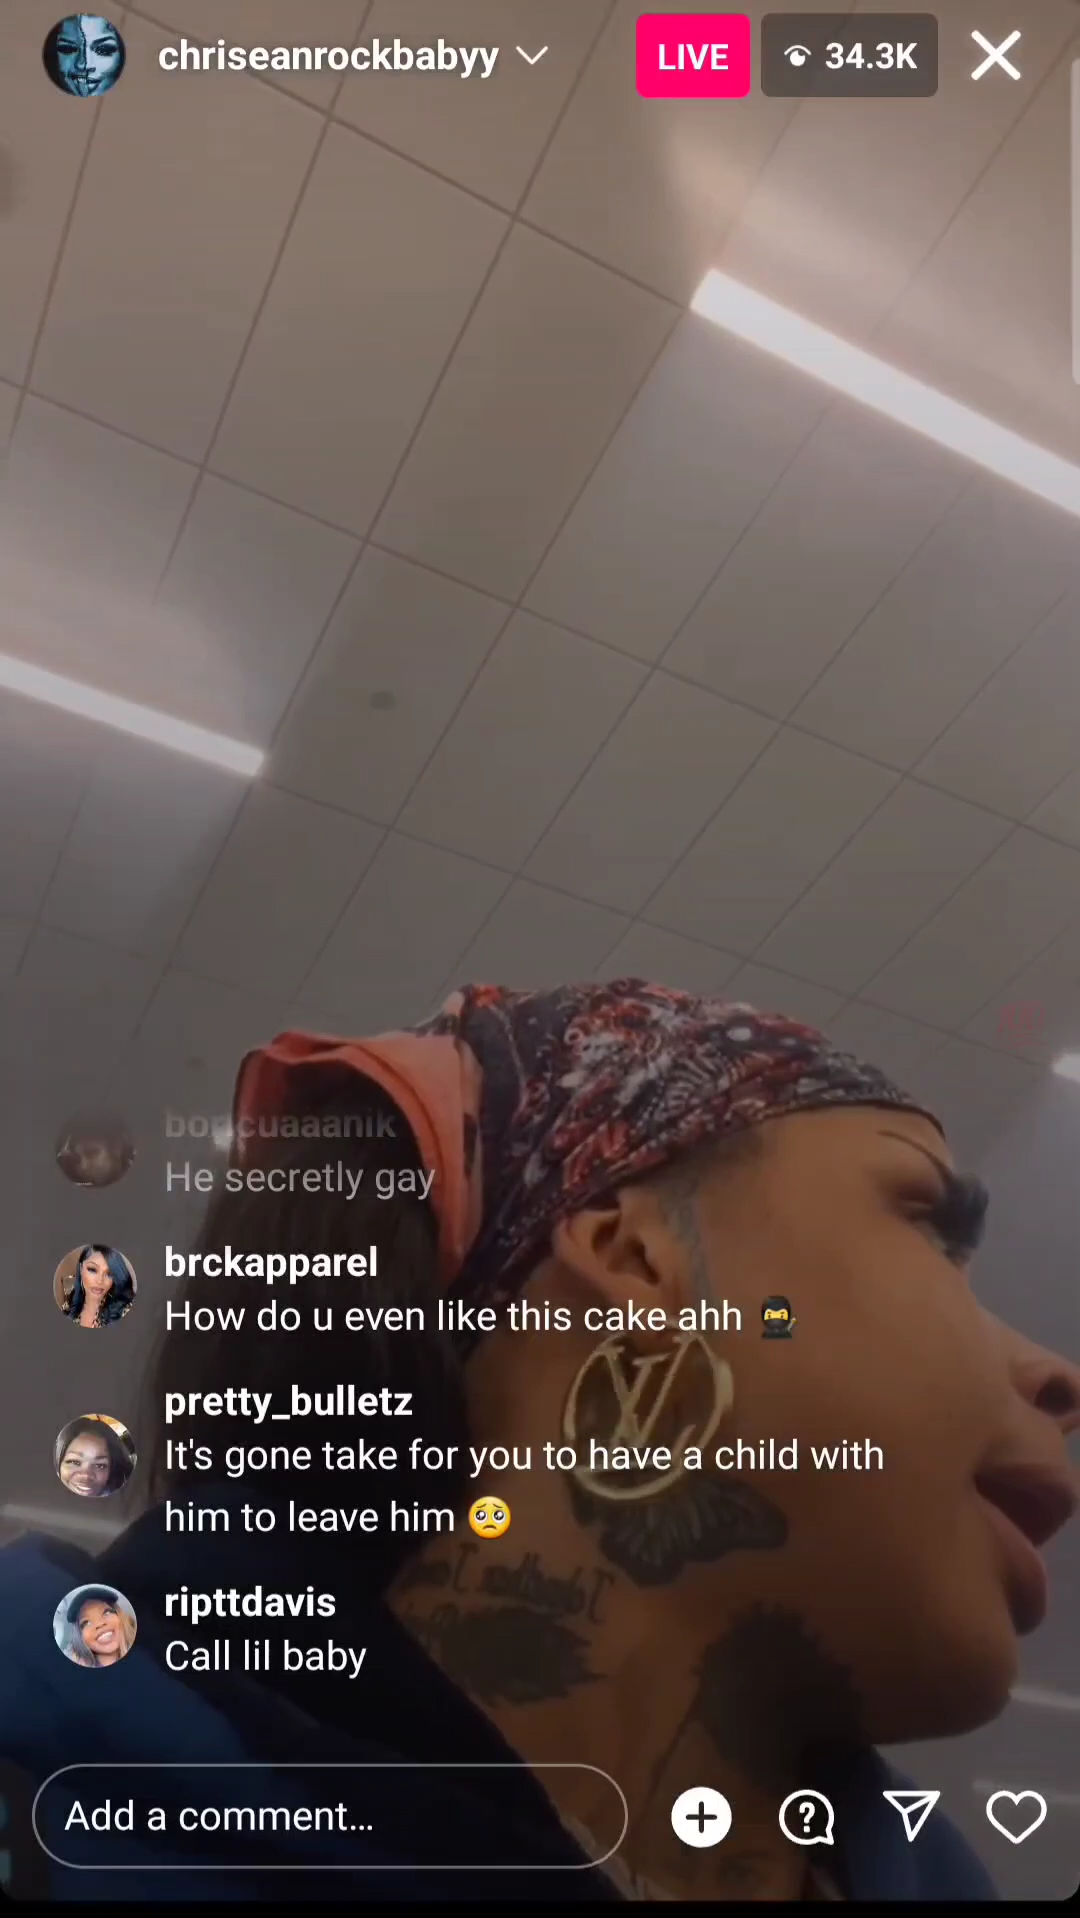 chriseanrockbabyy
LIVE
34.3K
boricuaaanik
He secretly gay
brckapparel
How do u even like this cake ahh 🥷
pretty_bulletz
It's gone take for you to have a child with
him to leave him 🥺
ripttdavis
Call lil baby
Add a comment...